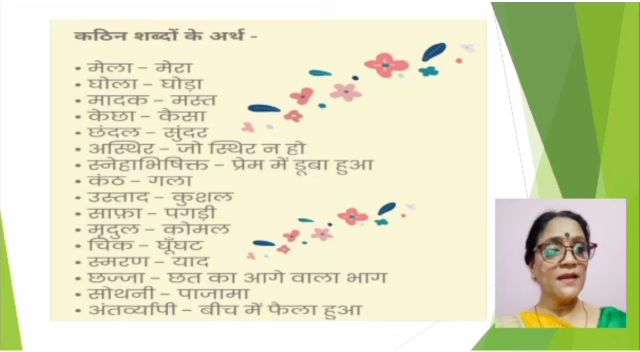 कठिन शब्दों के अर्थ -
• मेला - मेरा
• घोला - घोड़ा
• मादक - मस्त
• केछा - कैसा
• छंदल - सुंदर
• अस्थिर - जो स्थिर न हो
• स्नेहाभिषिक्त - प्रेम में डूबा हुआ
• कंठ - गला
• उस्ताद - कुशल
• साफ़ा - पगड़ी
• मृदुल - कोमल
• चिक - घूँघट
• स्मरण - याद
• छज्जा - छत का आगे वाला भाग
• सोथनी - पाजामा
• अंतर्व्यापी - बीच में फैला हुआ